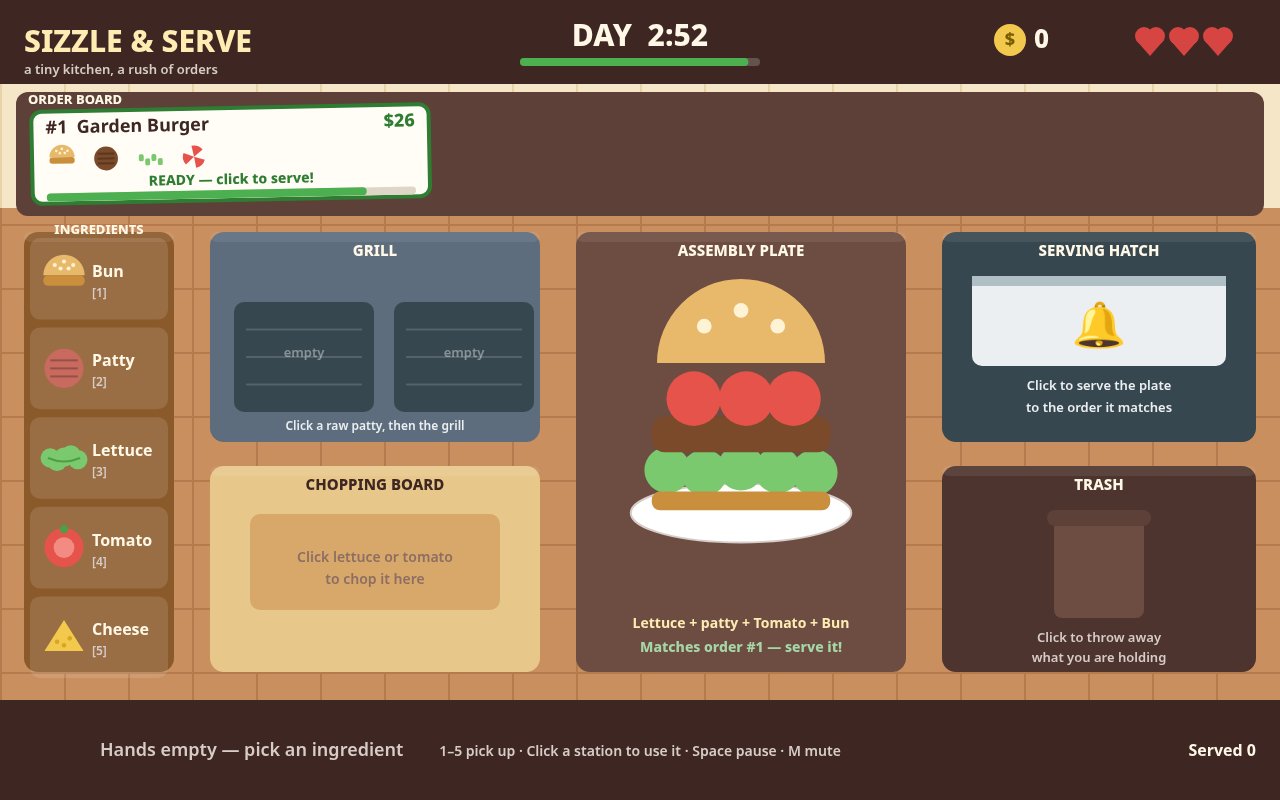 SIZZLE & SERVE
a tiny kitchen, a rush of orders
DAY 2:52
$ 0
ORDER BOARD
#1 Garden Burger $26
READY — click to serve!
INGREDIENTS
Bun
[1]
Patty
[2]
Lettuce
[3]
Tomato
[4]
Cheese
[5]
GRILL
empty empty
Click a raw patty, then the grill
CHOPPING BOARD
Click lettuce or tomato
to chop it here
ASSEMBLY PLATE
Lettuce + patty + Tomato + Bun
Matches order #1 — serve it!
SERVING HATCH
Click to serve the plate
to the order it matches
TRASH
Click to throw away
what you are holding
Hands empty — pick an ingredient
1–5 pick up · Click a station to use it · Space pause · M mute
Served 0